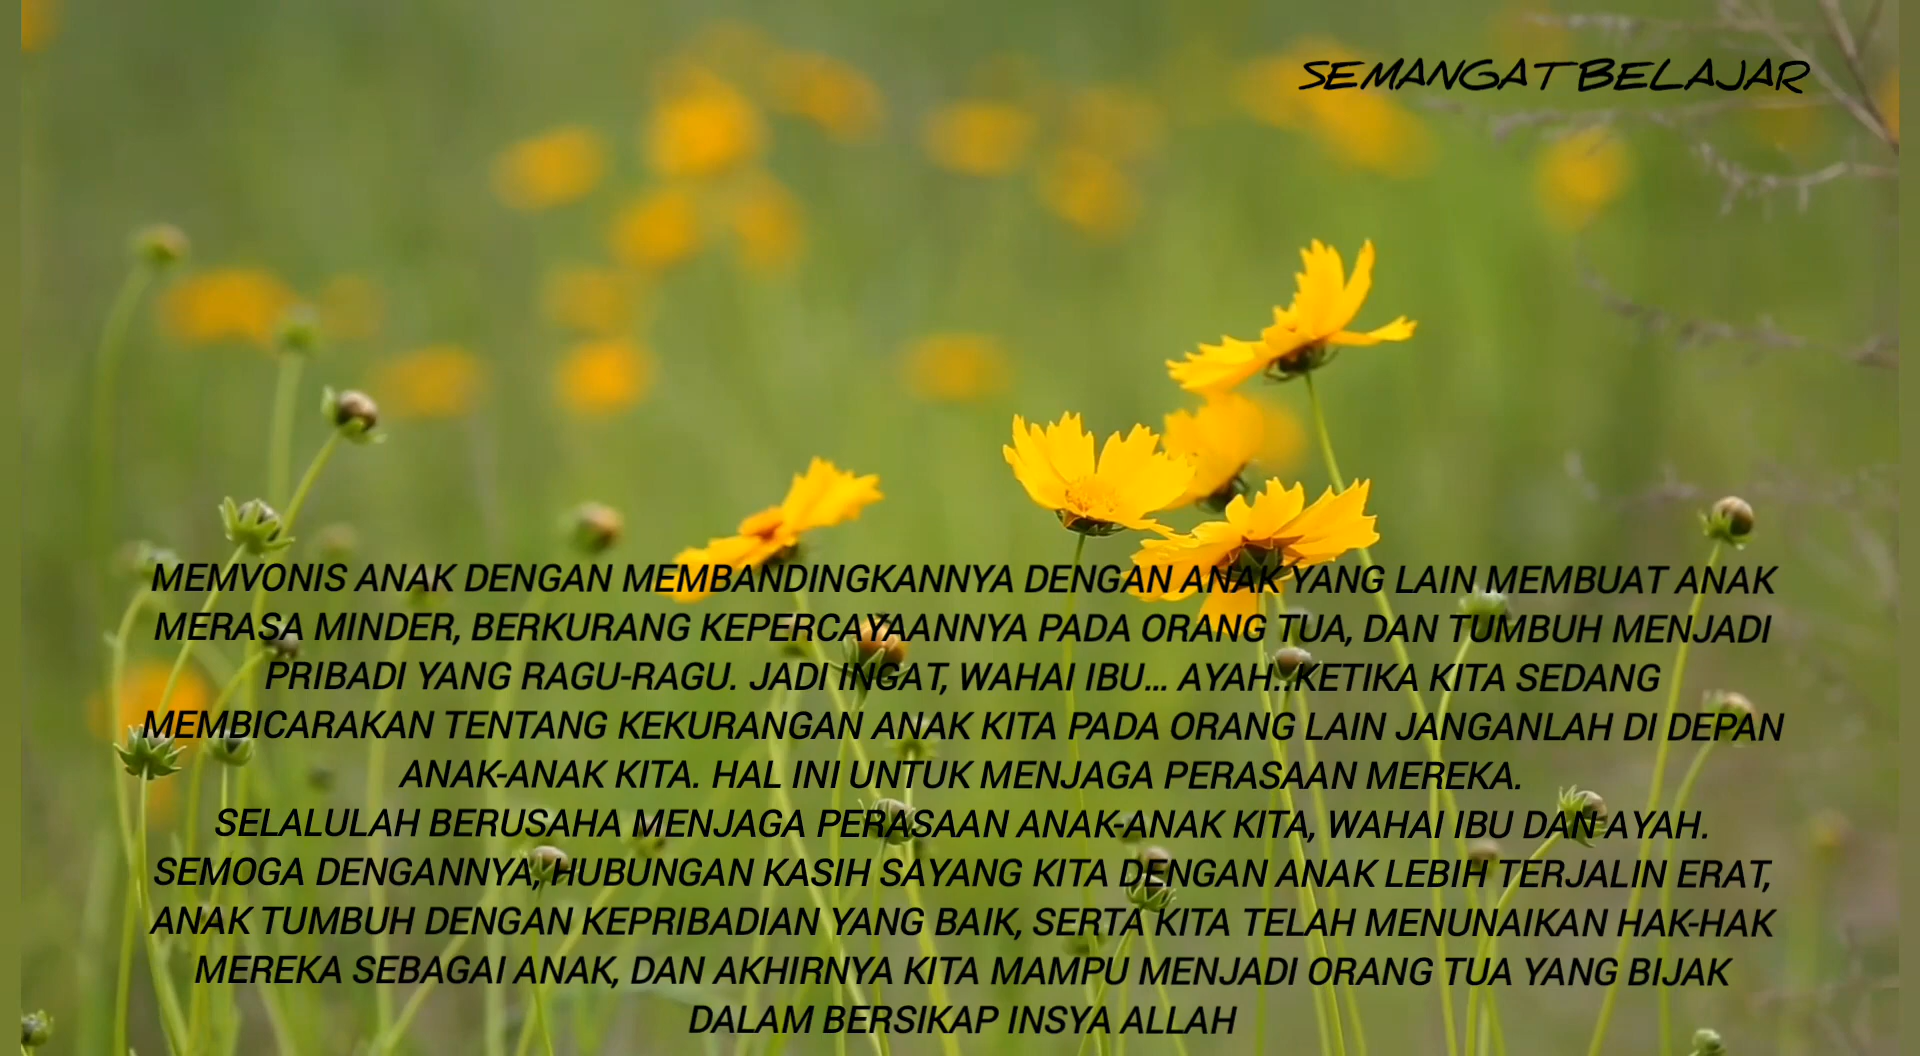 SEMANGAT BELAJAR
MEMVONIS ANAK DENGAN MEMBANDINGKANNYA DENGAN ANAK YANG LAIN MEMBUAT ANAK
MERASA MINDER, BERKURANG KEPERCAYAANNYA PADA ORANG TUA, DAN TUMBUH MENJADI
PRIBADI YANG RAGU-RAGU. JADI INGAT, WAHAI IBU... AYAH..KETIKA KITA SEDANG
MEMBICARAKAN TENTANG KEKURANGAN ANAK KITA PADA ORANG LAIN JANGANLAH DI DEPAN
ANAK-ANAK KITA. HAL INI UNTUK MENJAGA PERASAAN MEREKA.
SELALULAH BERUSAHA MENJAGA PERASAAN ANAK-ANAK KITA, WAHAI IBU DAN AYAH.
SEMOGA DENGANNYA, HUBUNGAN KASIH SAYANG KITA DENGAN ANAK LEBIH TERJALIN ERAT,
ANAK TUMBUH DENGAN KEPRIBADIAN YANG BAIK, SERTA KITA TELAH MENUNAIKAN HAK-HAK
MEREKA SEBAGAI ANAK, DAN AKHIRNYA KITA MAMPU MENJADI ORANG TUA YANG BIJAK
DALAM BERSIKAP INSYA ALLAH